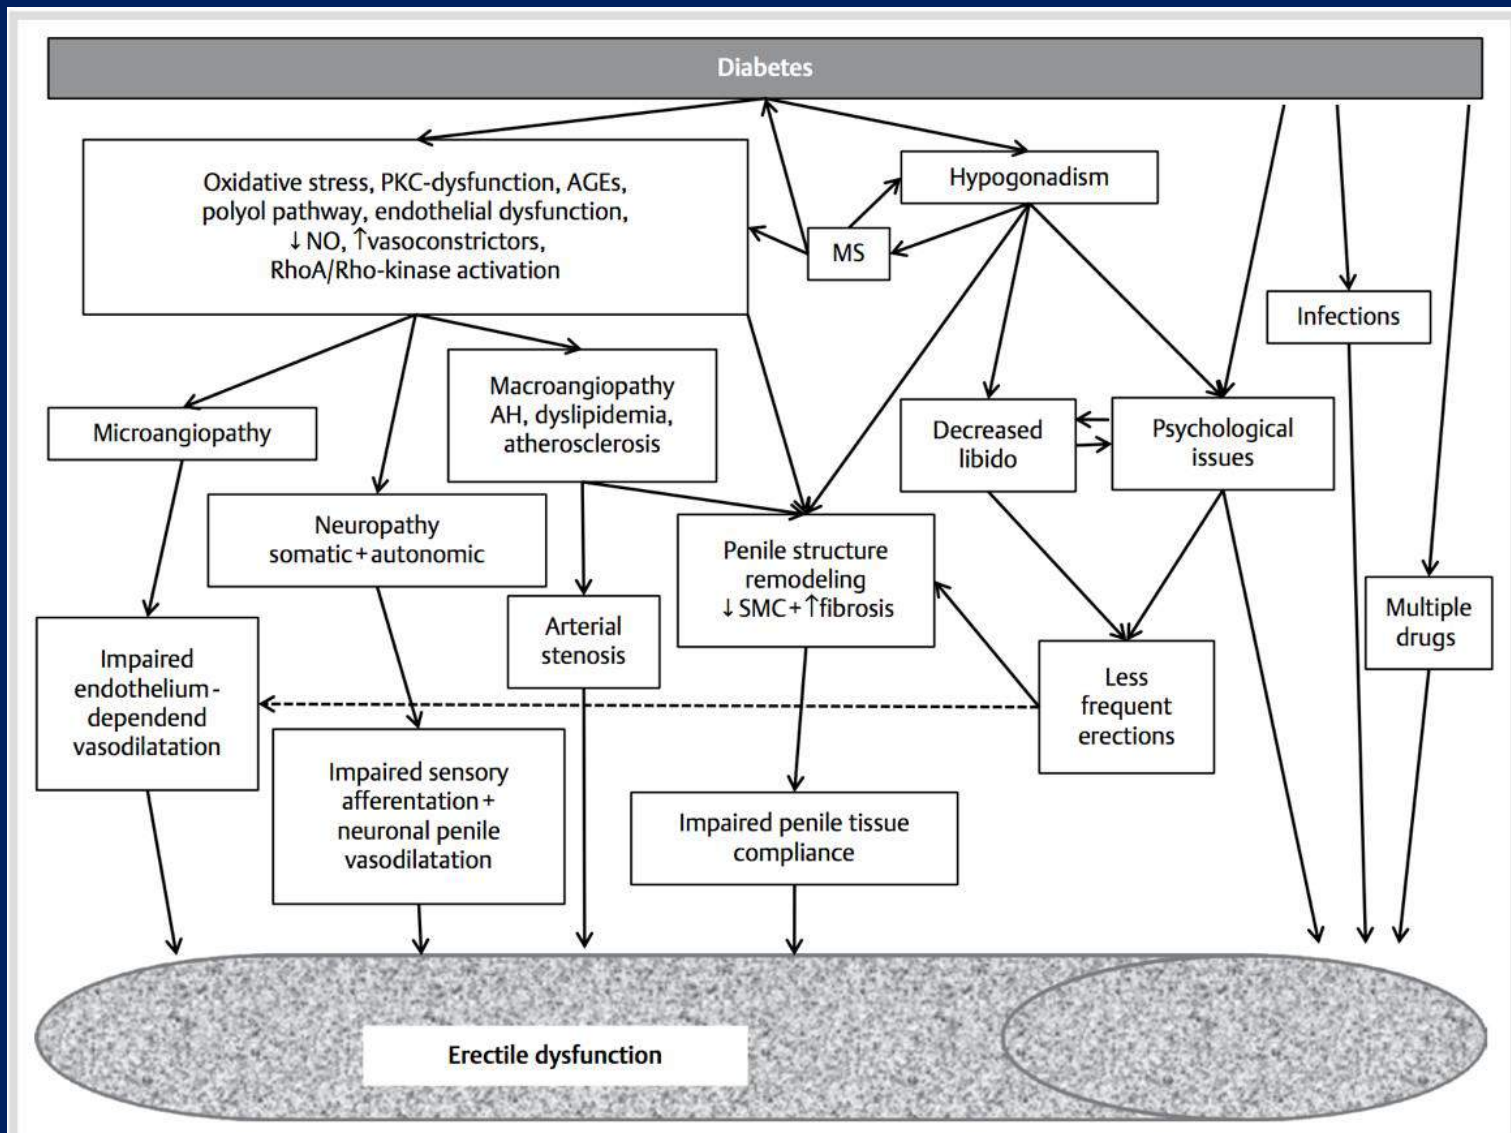 Diabetes
Oxidative stress, PKC-dysfunction, AGEs,
polyol pathway, endothelial dysfunction,
↓NO, ↑vasoconstrictors,
RhoA/Rho-kinase activation
Hypogonadism
MS
Infections
Macroangiopathy
AH, dyslipidemia,
atherosclerosis
Microangiopathy
Decreased
libido
Psychological
issues
Neuropathy
somatic+autonomic
Penile structure
remodeling
↓SMC+↑fibrosis
Arterial
stenosis
Multiple
drugs
Impaired
endothelium-
dependend
vasodilatation
Less
frequent
erections
Impaired sensory
afferentation+
neuronal penile
vasodilatation
Impaired penile tissue
compliance
Erectile dysfunction